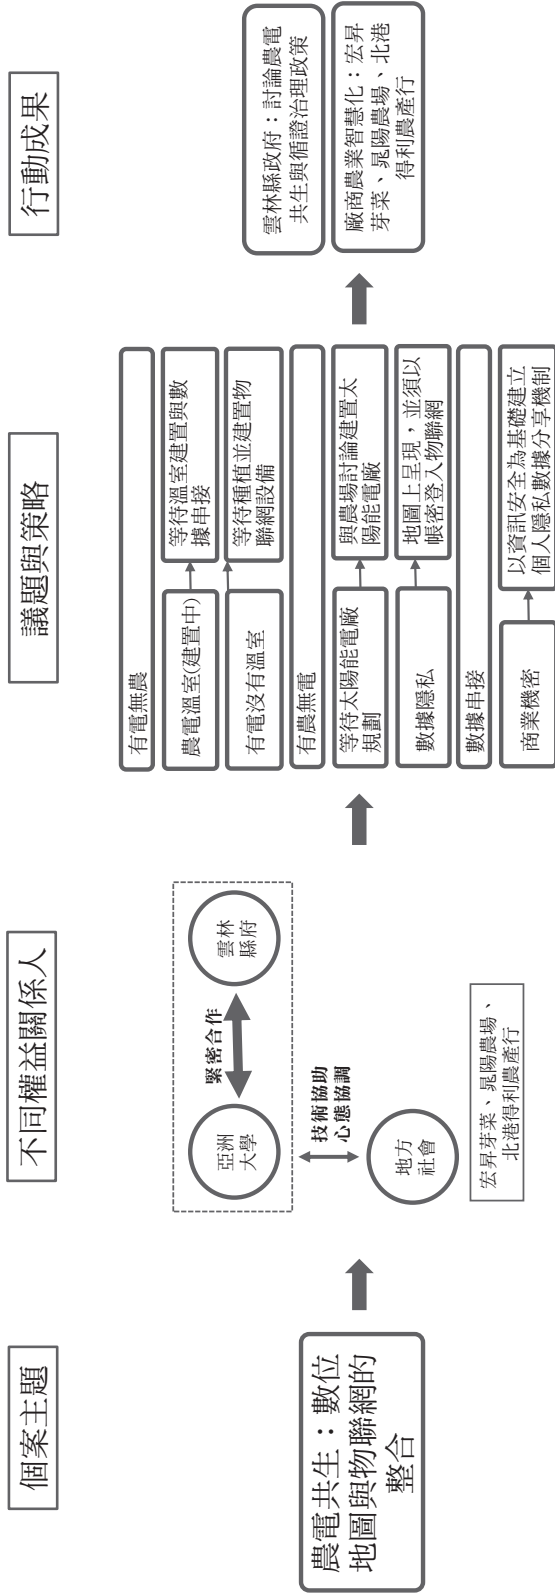 個案主題
農電共生：數位
地圖與物聯網的
整合
不同權益關係人
亞洲
大學
緊密合作
雲林
縣府
技術協助
心態協調
地方
社會
宏昇芽菜、晁陽農場、
北港得利農產行
議題與策略
有電無農
農電溫室(建置中)
等待溫室建置與數
據串接
有電沒有溫室
等待種植並建置物
聯網設備
有農無電
等待太陽能電廠
規劃
與農場討論建置太
陽能電廠
數據隱私
地圖上呈現，並須以
帳密登入物聯網
數據串接
商業機密
以資訊安全為基礎建立
個人隱私數據分享機制
行動成果
雲林縣政府：討論農電
共生與循證治理政策
廠商農業智慧化：宏昇
芽菜、晁陽農場、北港
得利農產行